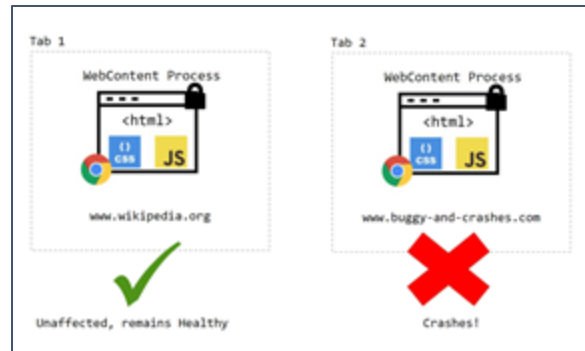 Tab 1
WebContent Process
<html>
{ }
CSS
JS
www.wikipedia.org
Unaffected, remains Healthy
Tab 2
WebContent Process
<html>
{ }
CSS
JS
www.buggy-and-crashes.com
Crashes!